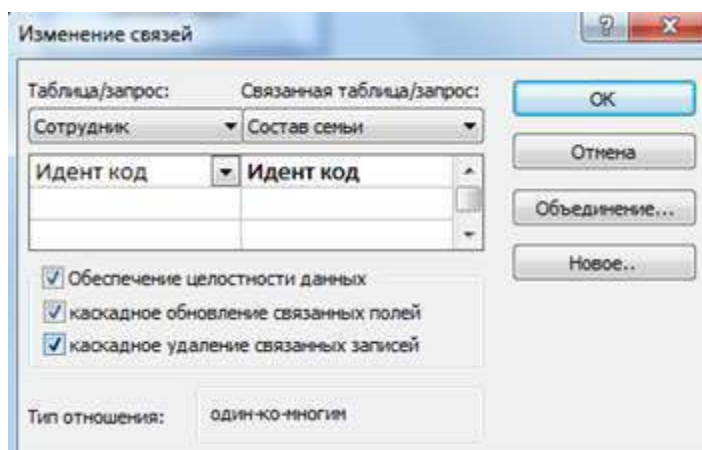 Изменение связей
Таблица/запрос: Связанная таблица/запрос:
Сотрудник Состав семьи
Идент код Идент код
Обеспечение целостности данных
каскадное обновление связанных полей
каскадное удаление связанных записей
Тип отношения: один-ко-многим
ОК
Отмена
Объединение...
Новое..